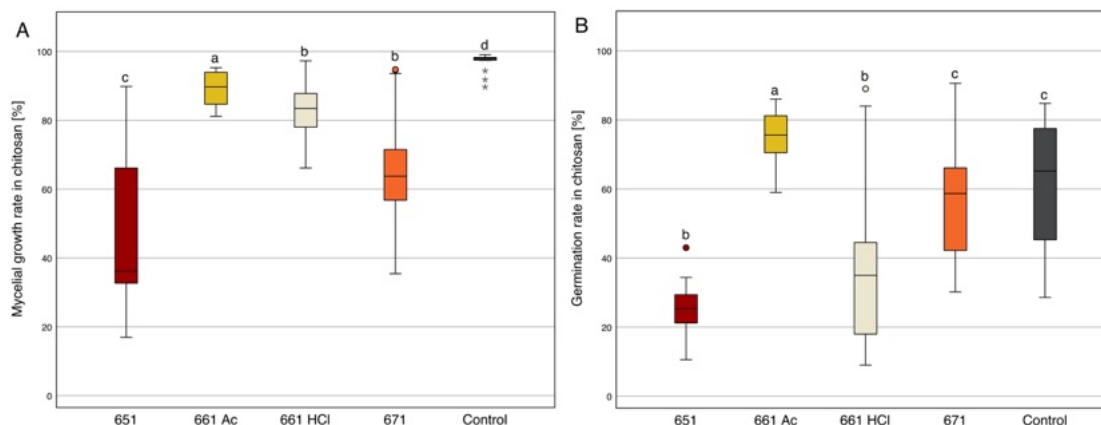 A
Mycelial growth rate in chitosan [%]
100
80
60
40
20
0
c
a
b
b
d
651
661 Ac
661 HCl
671
Control
B
Germination rate in chitosan [%]
100
80
60
40
20
0
b
a
b
c
c
651
661 Ac
661 HCl
671
Control